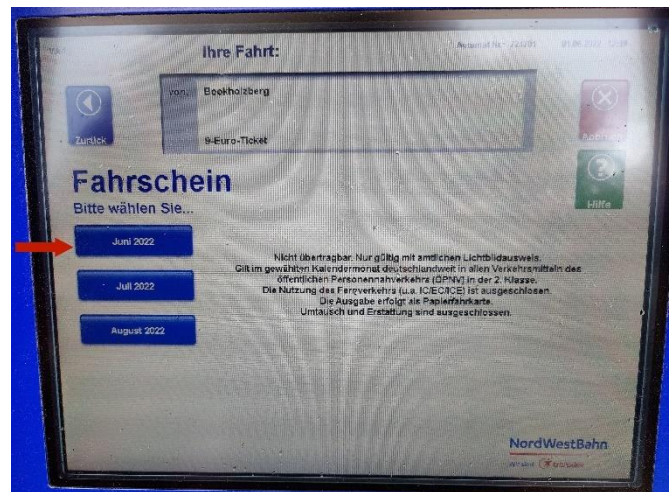 Ihre Fahrt:
von:
Bookholzberg
Zurück
9-Euro-Ticket
Abbruch
Fahrschein
Bitte wählen Sie...
Hilfe
Juni 2022
Juli 2022
August 2022
Nicht übertragbar. Nur gültig mit amtlichen Lichtbildausweis.
Gilt im gewählten Kalendermonat deutschlandweit in allen Verkehrsmitteln des
öffentlichen Personennahverkehrs (ÖPNV) in der 2. Klasse.
Die Nutzung des Fernverkehrs (u.a. IC/EC/ICE) ist ausgeschlossen.
Die Ausgabe erfolgt als Papierfahrkarte.
Umtausch und Erstattung sind ausgeschlossen.
NordWestBahn